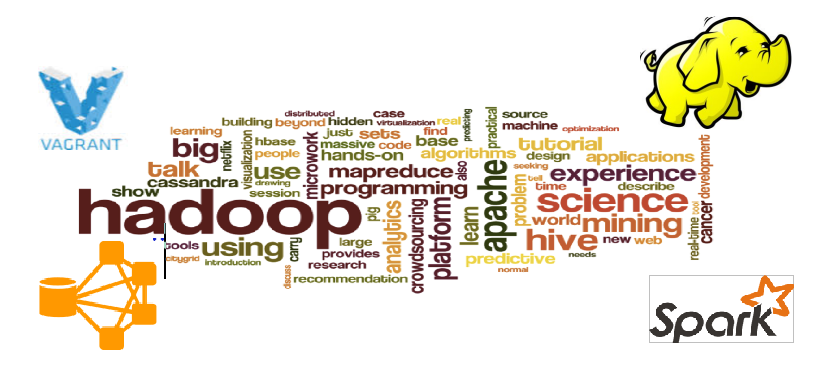 VAGRANT
distributed
case
building beyond hidden virtualization real
learning
just sets find
predicting
practical
source
machine optimization
big
netflix
visualization
hbase
people
massive code base
hands-on
algorithms
tutorial
design applications
talk
use
microwork
mapreduce
also
seeking
experience
development
cassandra
drawing
show
session
programming
tell
time
describe
problem
hadoop
pig
analytics
crowdsourcing
platform
learn
apache
science
world mining
cool
cancer
real-time
tools using carry
large
provides
hive new web
citygrid introduction
discuss
research
predictive
needs
normal
recommendation
Spark